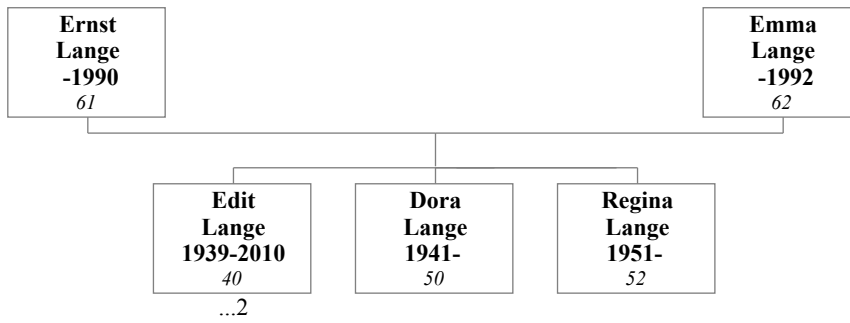 Ernst
Lange
-1990
61
Emma
Lange
-1992
62
Edit
Lange
1939-2010
40
...2
Dora
Lange
1941-
50
Regina
Lange
1951-
52